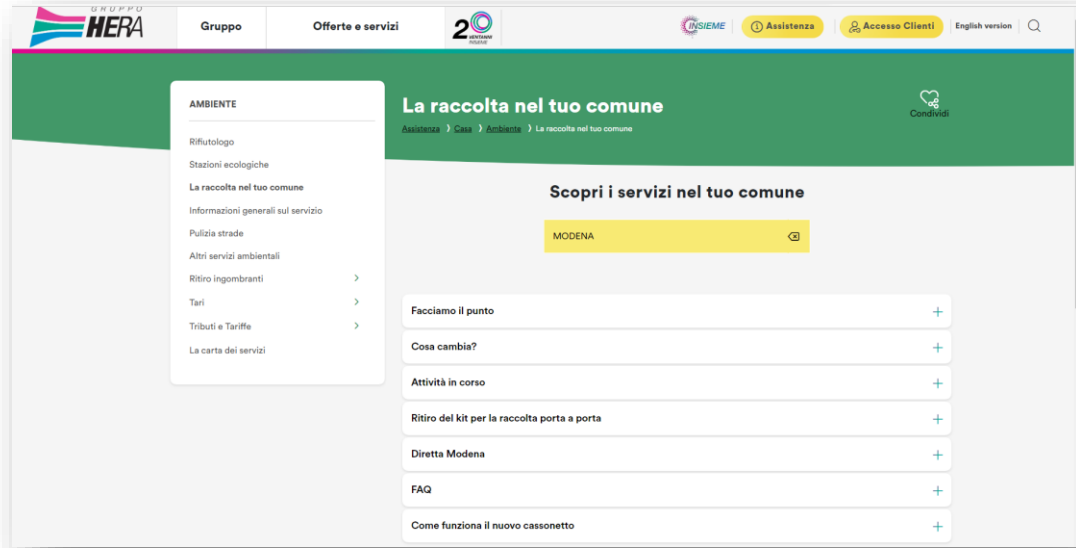 GRUPPO
HERA
Gruppo
Offerte e servizi
20
VENT'ANNI
INSIEME
INSIEME
Assistenza
Accesso Clienti
English version
AMBIENTE
Rifiutologo
Stazioni ecologiche
La raccolta nel tuo comune
Informazioni generali sul servizio
Pulizia strade
Altri servizi ambientali
Ritiro ingombranti
Tari
Tributi e Tariffe
La carta dei servizi
La raccolta nel tuo comune
Assistenza > Casa > Ambiente > La raccolta nel tuo comune
Condividi
Scopri i servizi nel tuo comune
MODENA
Facciamo il punto
Cosa cambia?
Attività in corso
Ritiro del kit per la raccolta porta a porta
Diretta Modena
FAQ
Come funziona il nuovo cassonetto